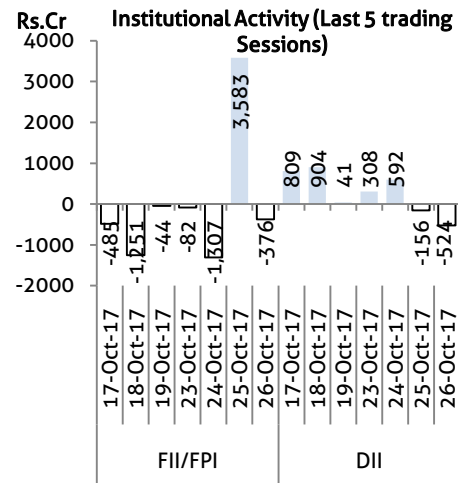 Rs.Cr
Institutional Activity (Last 5 trading
Sessions)
4000
3000
2000
1000
0
-1000
-2000
-485
-1,251
-44
-82
-1,307
3,583
-376
809
904
41
308
592
-156
-524
17-Oct-17
18-Oct-17
19-Oct-17
23-Oct-17
24-Oct-17
25-Oct-17
26-Oct-17
17-Oct-17
18-Oct-17
19-Oct-17
23-Oct-17
24-Oct-17
25-Oct-17
26-Oct-17
FII/FPI
DII